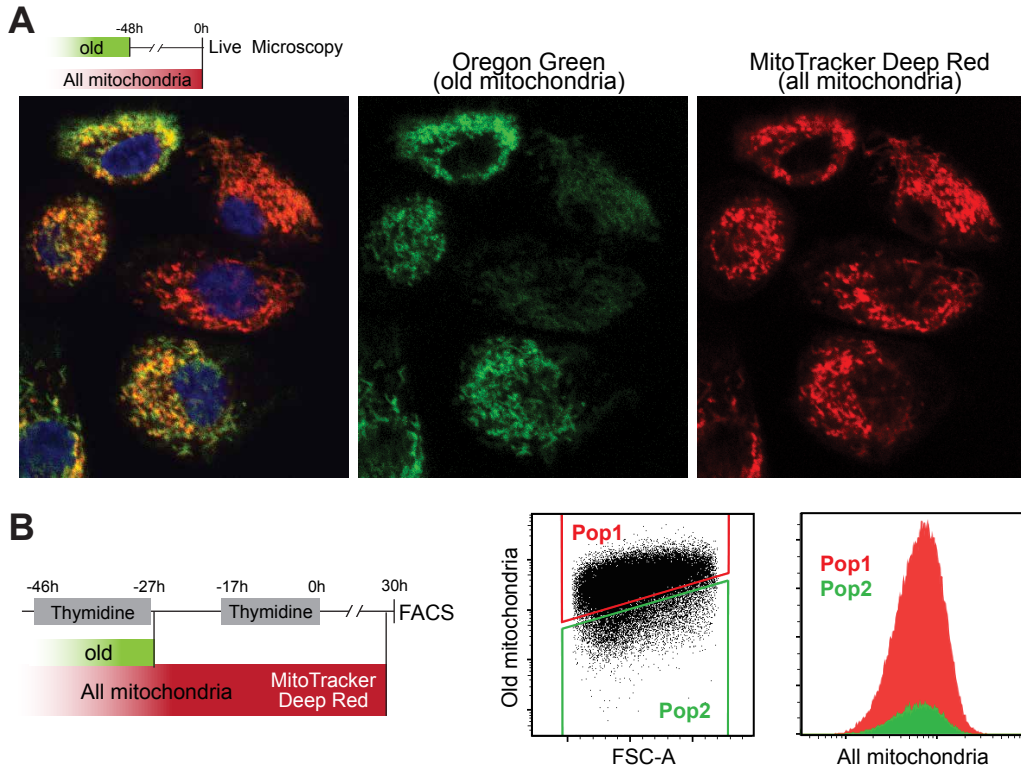 A
-48h
0h
old
Live Microscopy
All mitochondria
Oregon Green
(old mitochondria)
MitoTracker Deep Red
(all mitochondria)
B
-46h
-27h
-17h
0h
30h
Thymidine
Thymidine
FACS
old
All mitochondria
MitoTracker
Deep Red
Old mitochondria
Pop1
Pop2
FSC-A
Pop1
Pop2
All mitochondria